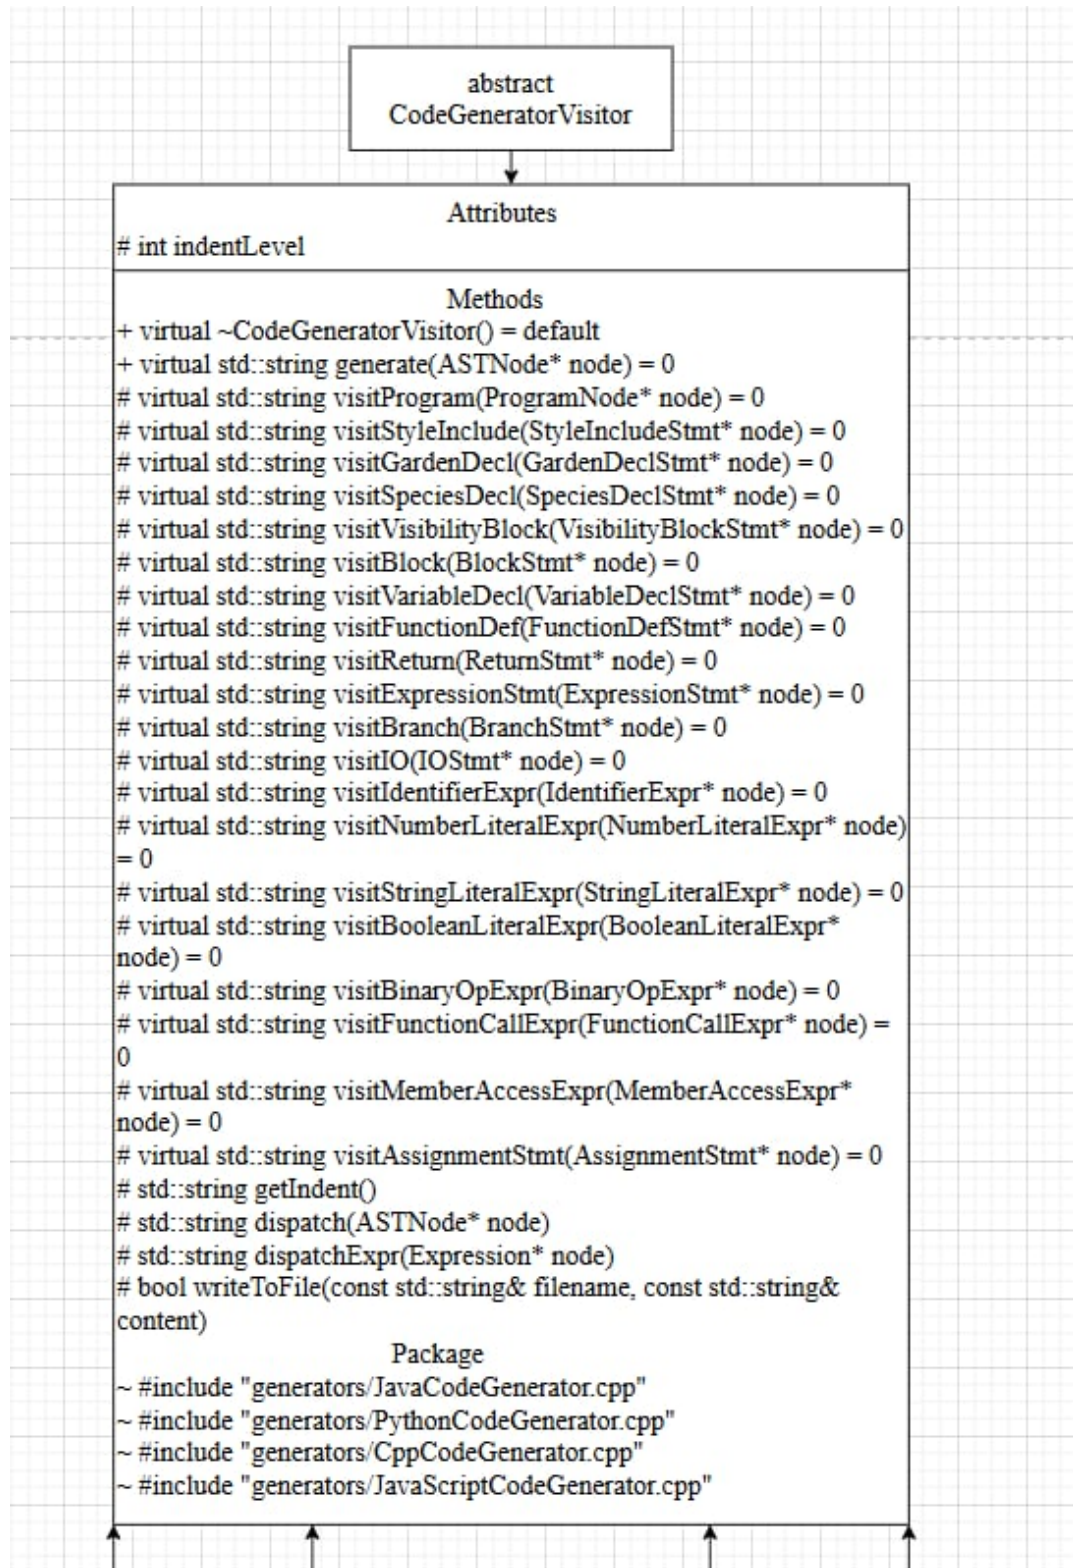 abstract
CodeGeneratorVisitor
Attributes
# int indentLevel
Methods
+ virtual ~CodeGeneratorVisitor() = default
+ virtual std::string generate(ASTNode* node) = 0
# virtual std::string visitProgram(ProgramNode* node) = 0
# virtual std::string visitStyleInclude(StyleIncludeStmt* node) = 0
# virtual std::string visitGardenDecl(GardenDeclStmt* node) = 0
# virtual std::string visitSpeciesDecl(SpeciesDeclStmt* node) = 0
# virtual std::string visitVisibilityBlock(VisibilityBlockStmt* node) = 0
# virtual std::string visitBlock(BlockStmt* node) = 0
# virtual std::string visitVariableDecl(VariableDeclStmt* node) = 0
# virtual std::string visitFunctionDef(FunctionDefStmt* node) = 0
# virtual std::string visitReturn(ReturnStmt* node) = 0
# virtual std::string visitExpressionStmt(ExpressionStmt* node) = 0
# virtual std::string visitBranch(BranchStmt* node) = 0
# virtual std::string visitIO(IOStmt* node) = 0
# virtual std::string visitIdentifierExpr(IdentifierExpr* node) = 0
# virtual std::string visitNumberLiteralExpr(NumberLiteralExpr* node)
= 0
# virtual std::string visitStringLiteralExpr(StringLiteralExpr* node) = 0
# virtual std::string visitBooleanLiteralExpr(BooleanLiteralExpr*
node) = 0
# virtual std::string visitBinaryOpExpr(BinaryOpExpr* node) = 0
# virtual std::string visitFunctionCallExpr(FunctionCallExpr* node) =
0
# virtual std::string visitMemberAccessExpr(MemberAccessExpr*
node) = 0
# virtual std::string visitAssignmentStmt(AssignmentStmt* node) = 0
# std::string getIndent()
# std::string dispatch(ASTNode* node)
# std::string dispatchExpr(Expression* node)
# bool writeToFile(const std::string& filename, const std::string&
content)
Package
~ #include "generators/JavaCodeGenerator.cpp"
~ #include "generators/PythonCodeGenerator.cpp"
~ #include "generators/CppCodeGenerator.cpp"
~ #include "generators/JavaScriptCodeGenerator.cpp"